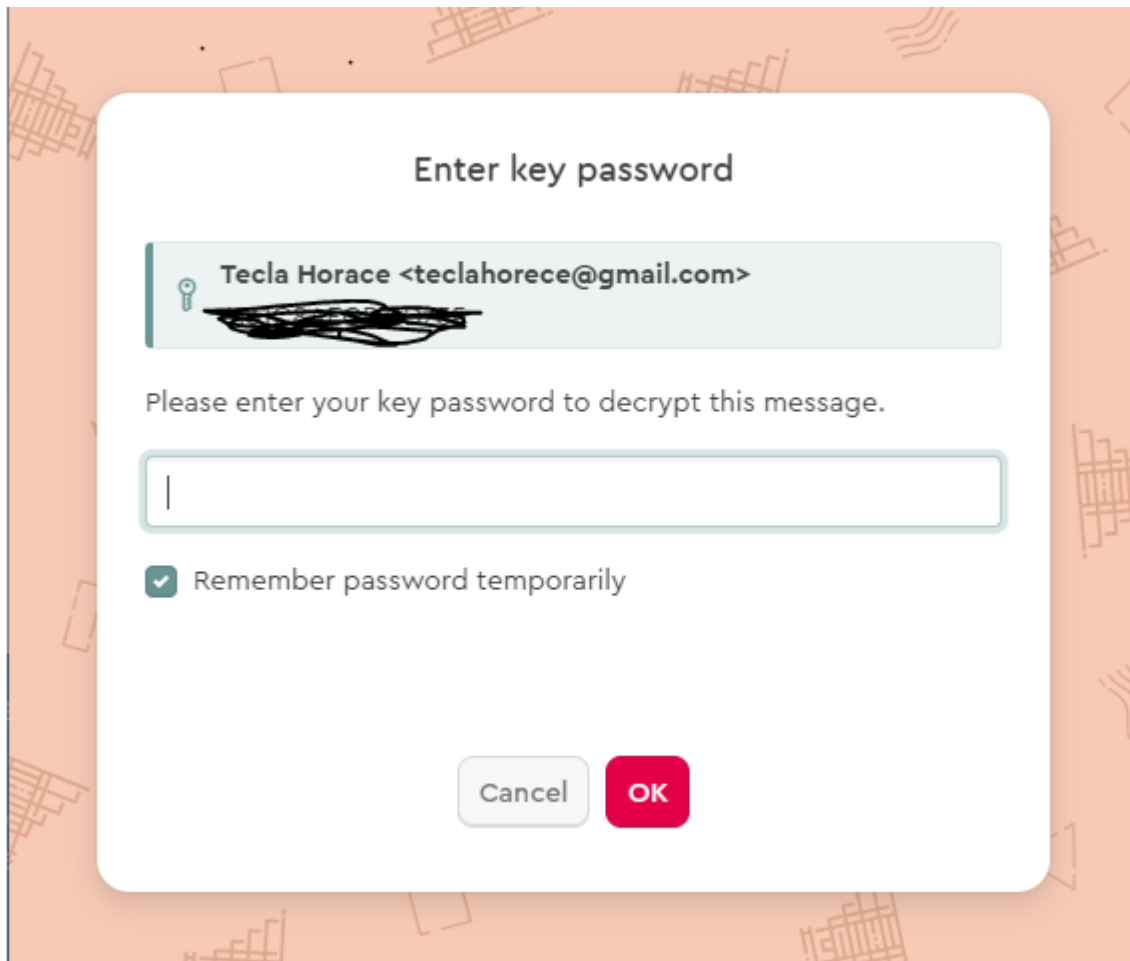 Enter key password
Tecla Horace <teclahorece@gmail.com>
Please enter your key password to decrypt this message.
Remember password temporarily
Cancel OK